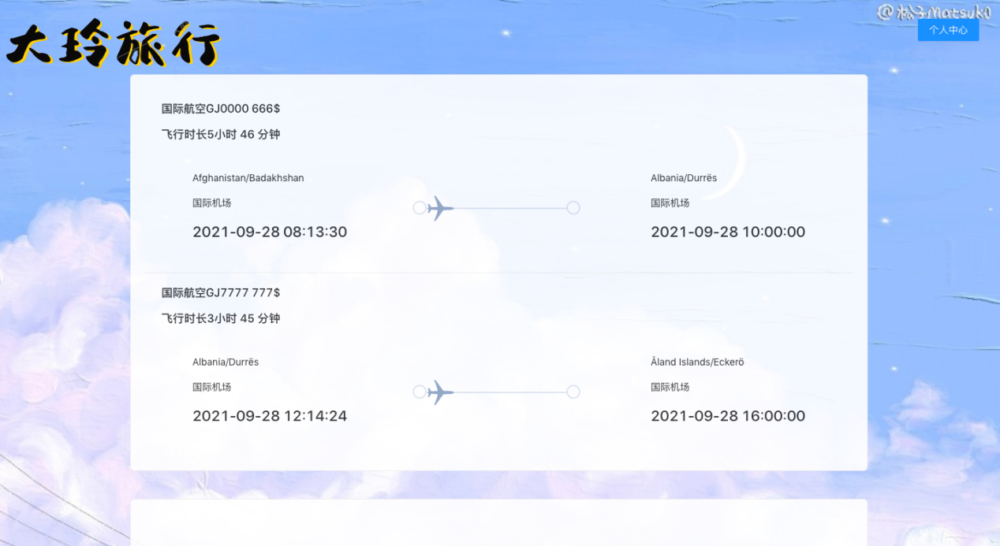 @松子Matsuko
个人中心
大玲旅行
国际航空GJ0000 666$
飞行时长5小时 46 分钟
Afghanistan/Badakhshan
国际机场
2021-09-28 08:13:30
Albania/Durrës
国际机场
2021-09-28 10:00:00
国际航空GJ7777 777$
飞行时长3小时 45 分钟
Albania/Durrës
国际机场
2021-09-28 12:14:24
Åland Islands/Eckerö
国际机场
2021-09-28 16:00:00